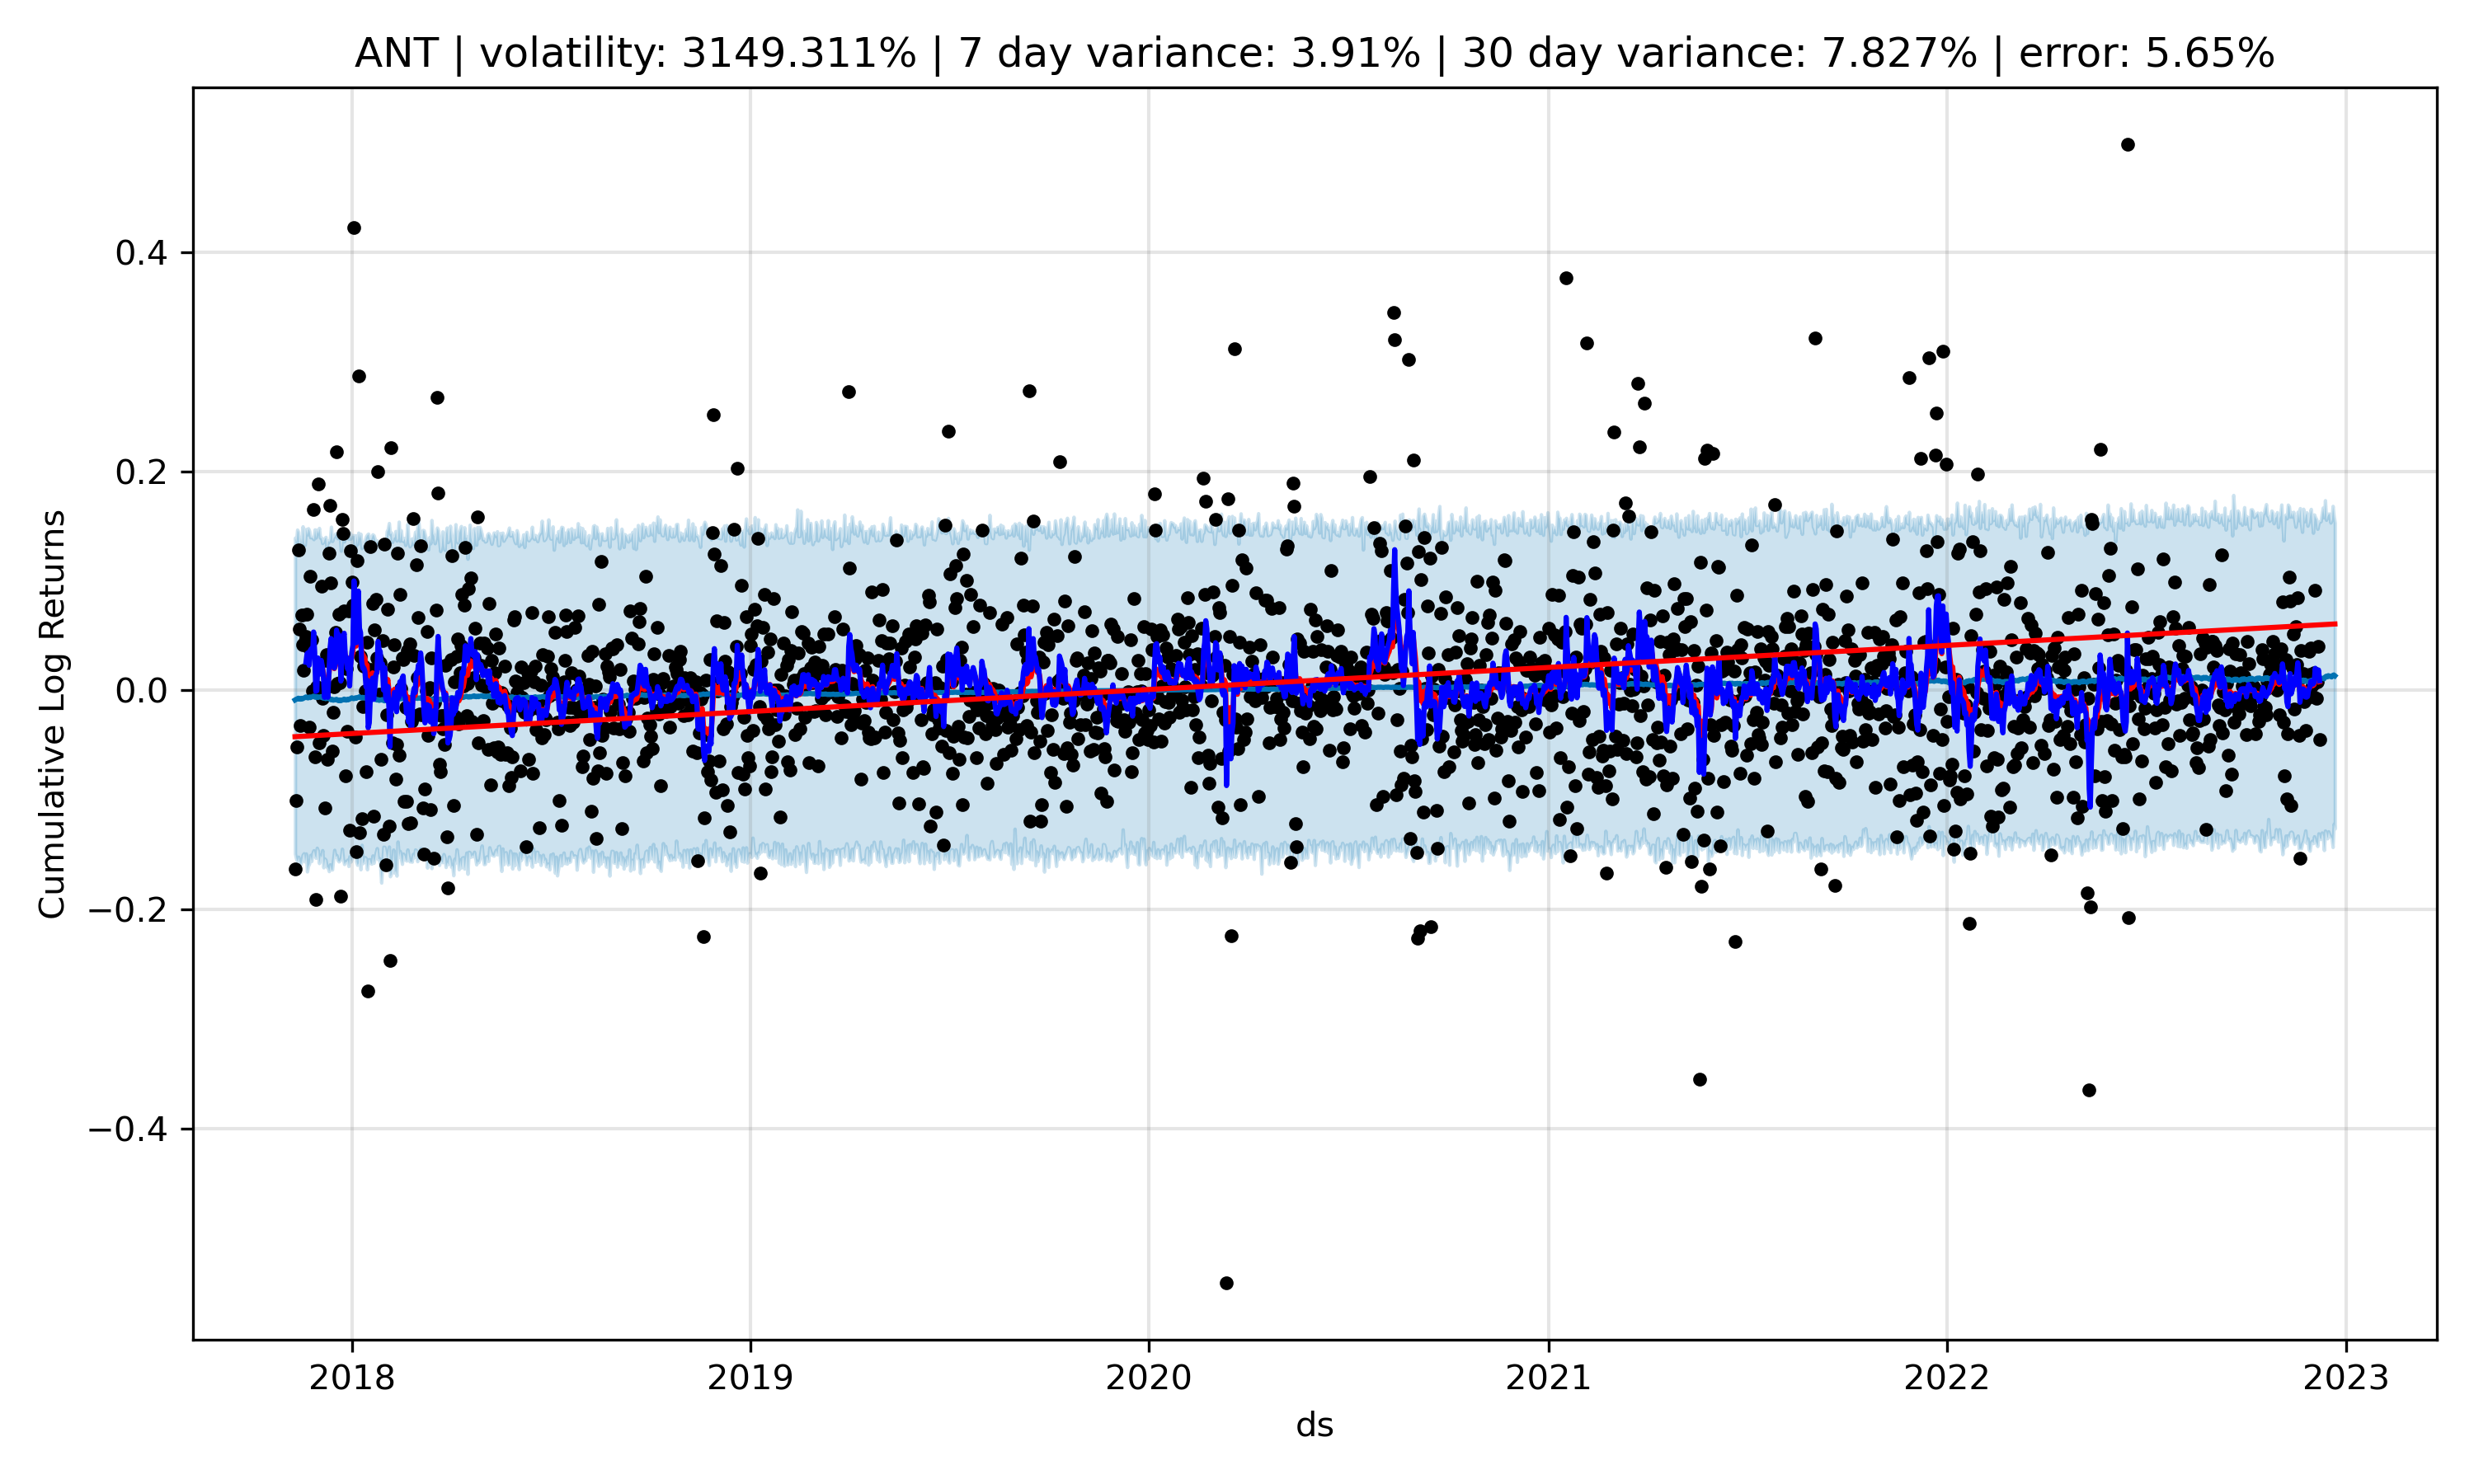 ANT | volatility: 3149.311% | 7 day variance: 3.91% | 30 day variance: 7.827% | error: 5.65%
Cumulative Log Returns
0.4
0.2
0.0
−0.2
−0.4
2018 2019 2020 2021 2022 2023
ds